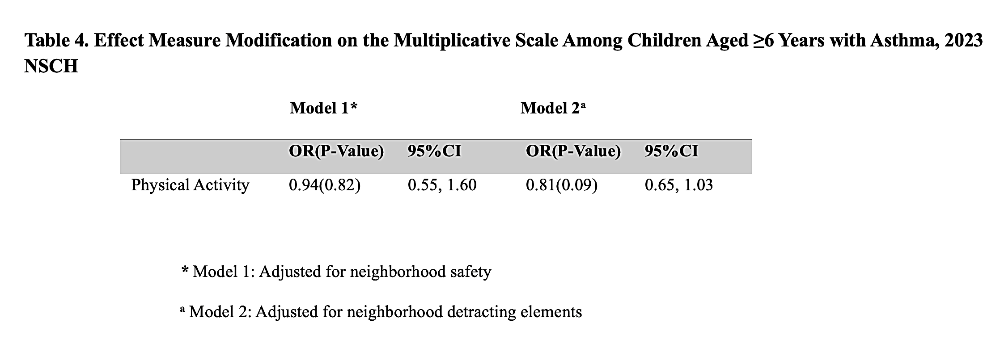 Table 4. Effect Measure Modification on the Multiplicative Scale Among Children Aged ≥6 Years with Asthma, 2023
NSCH
Model 1* Model 2ᵃ
OR(P-Value) 95%CI OR(P-Value) 95%CI
Physical Activity 0.94(0.82) 0.55, 1.60 0.81(0.09) 0.65, 1.03
* Model 1: Adjusted for neighborhood safety
ᵃ Model 2: Adjusted for neighborhood detracting elements